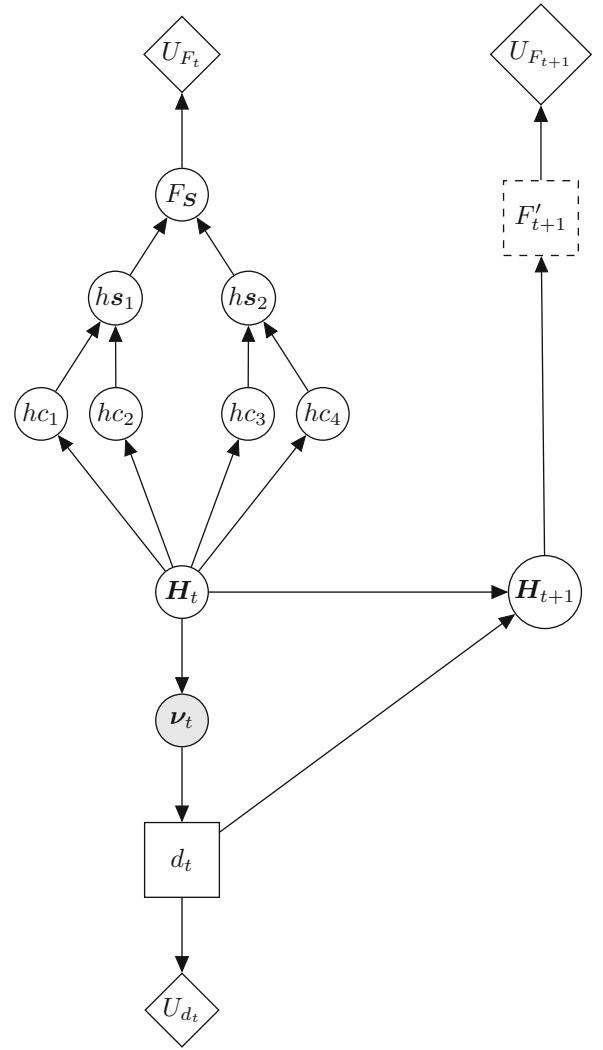 U_{F_t}
U_{F_{t+1}}
F_S
F'_{t+1}
hs_1
hs_2
hc_1
hc_2
hc_3
hc_4
H_t
H_{t+1}
ν_t
d_t
U_{d_t}